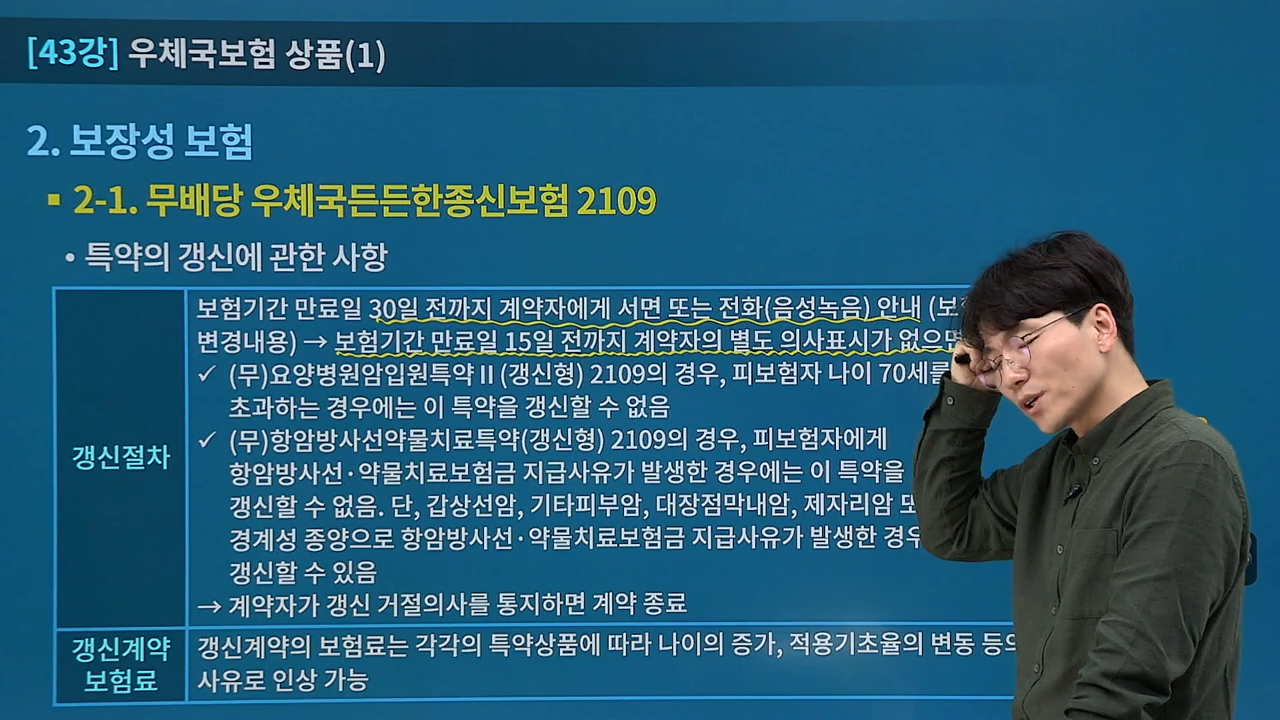 [43강] 우체국보험 상품(1)
2. 보장성 보험
▪ 2-1. 무배당 우체국든든한종신보험 2109
• 특약의 갱신에 관한 사항
갱신절차
보험기간 만료일 30일 전까지 계약자에게 서면 또는 전화(음성녹음) 안내
변경내용) → 보험기간 만료일 15일 전까지 계약자의 별도 의사표시가
✓ (무)요양병원암입원특약Ⅱ(갱신형) 2109의 경우, 피보험자 나이 70세를
초과하는 경우에는 이 특약을 갱신할 수 없음
✓ (무)항암방사선약물치료특약(갱신형) 2109의 경우, 피보험자에게
항암방사선·약물치료보험금 지급사유가 발생한 경우에는 이 특약을
갱신할 수 없음. 단, 갑상선암, 기타피부암, 대장점막내암, 제자리암
경계성 종양으로 항암방사선·약물치료보험금 지급사유가 발생한
갱신할 수 있음
→ 계약자가 갱신 거절의사를 통지하면 계약 종료
갱신계약
보험료
갱신계약의 보험료는 각각의 특약상품에 따라 나이의 증가, 적용기초율의 변동
사유로 인상 가능